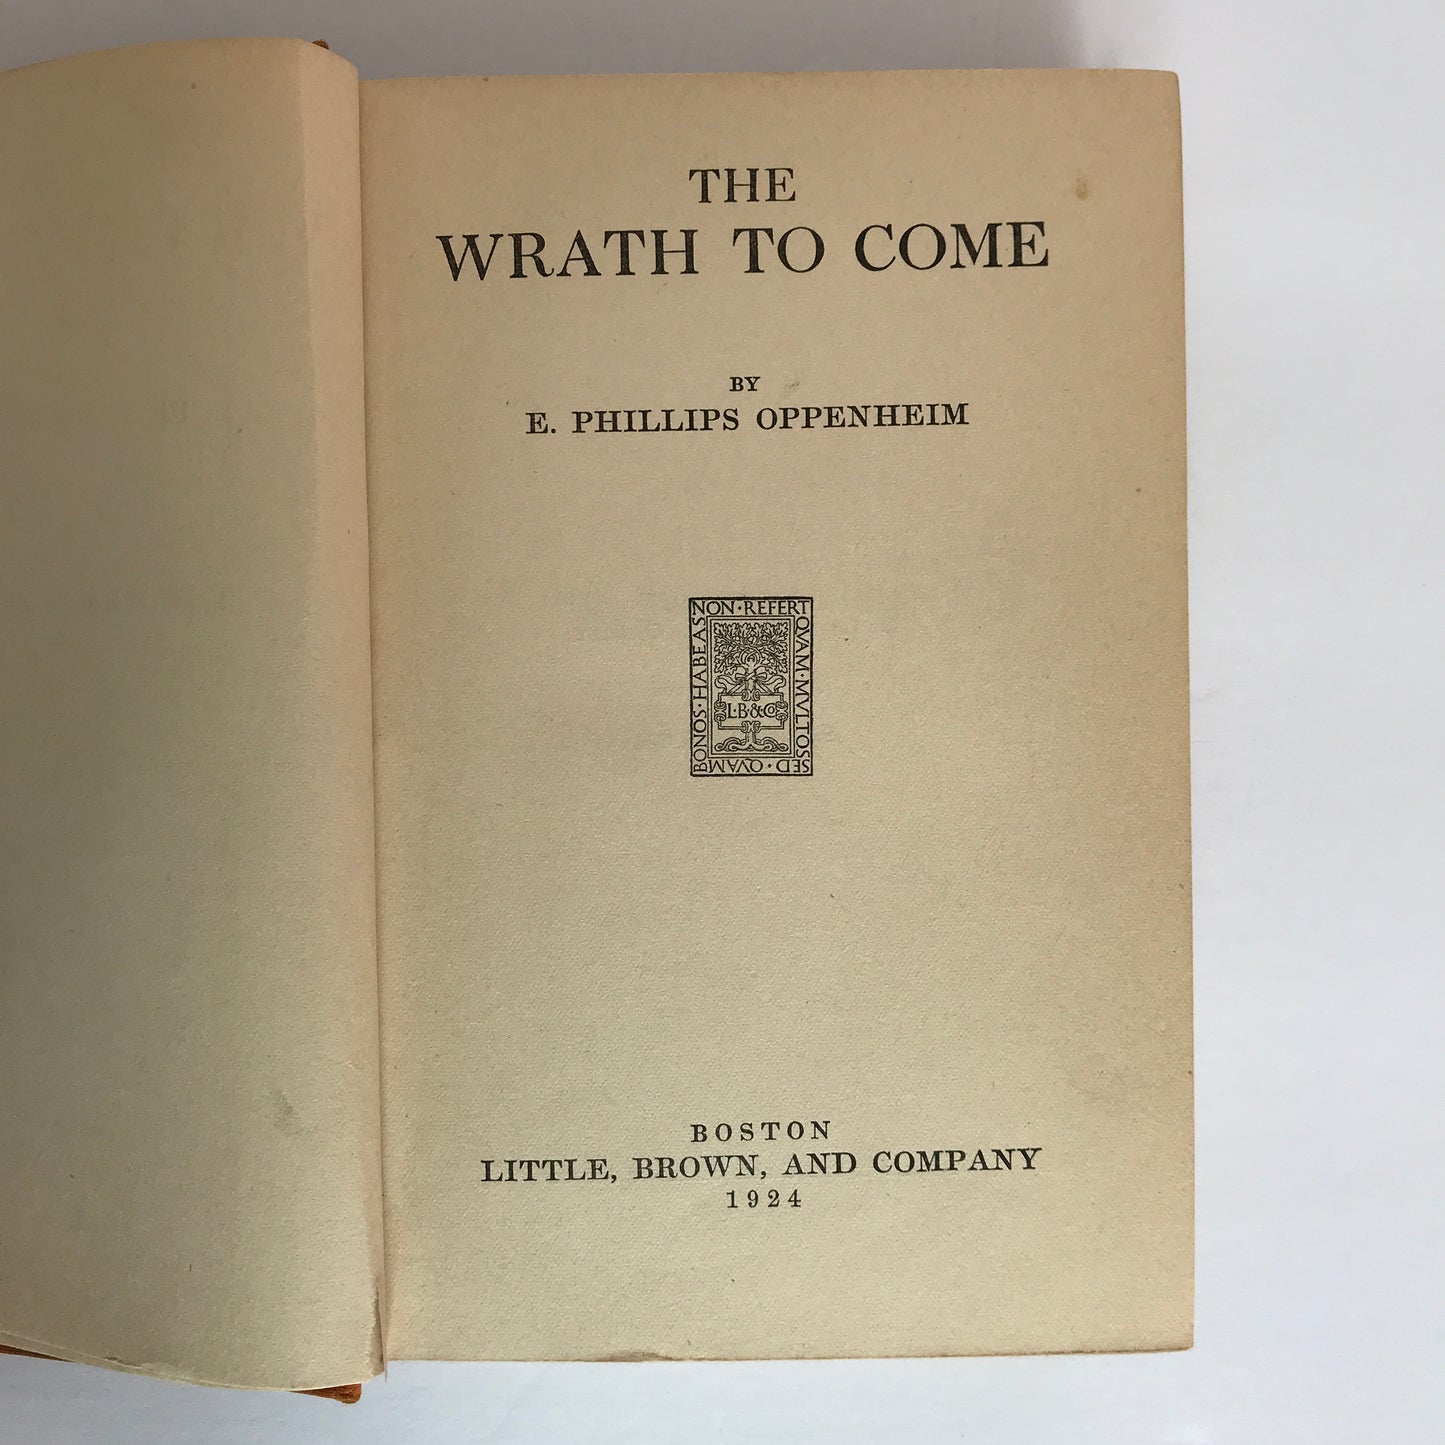 THE
WRATH TO COME
BY
E. PHILLIPS OPPENHEIM
NON·REFERT
QVAM·MVLTOS
SED·QVAM
BONOS·HABEAS
L·B·&Co
BOSTON
LITTLE, BROWN, AND COMPANY
1924